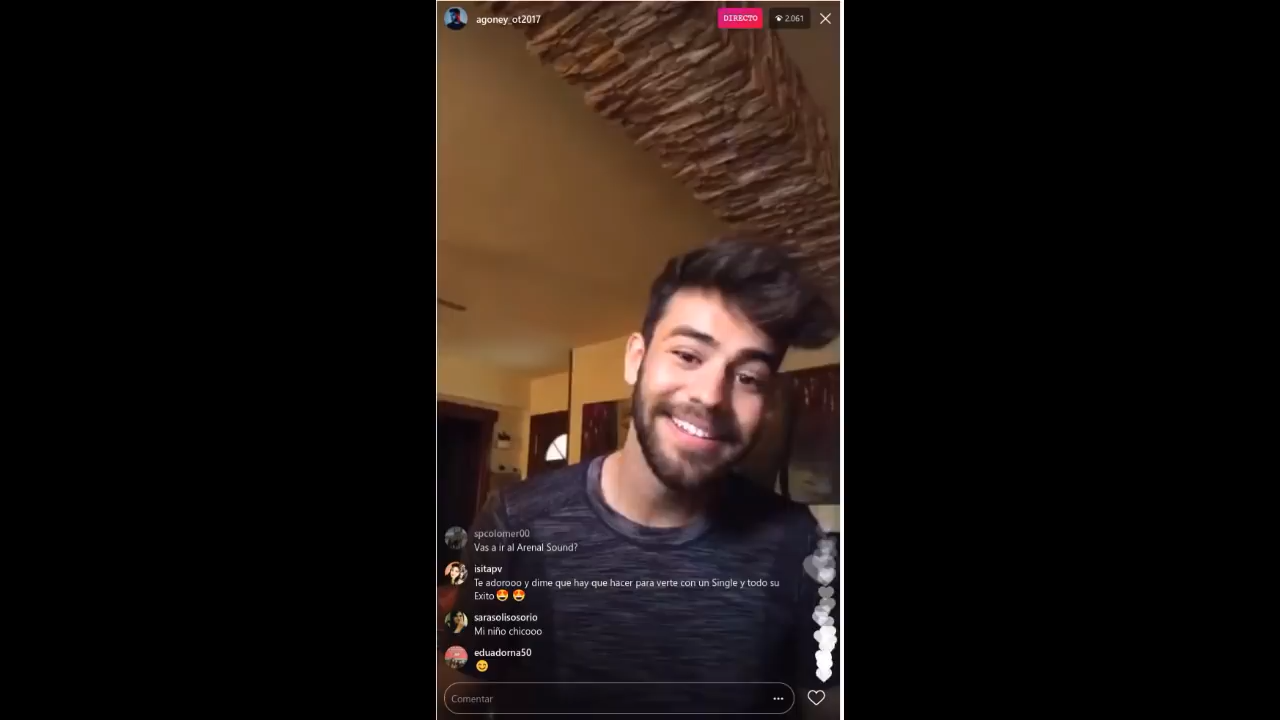 agoney_ot2017
DIRECTO
2.061
spcolomer00
Vas a ir al Arenal Sound?
isitapv
Te adorooo y dime que hay que hacer para verte con un Single y todo su
Exito
sarasolisosorio
Mi niño chicooo
eduadorna50
Comentar